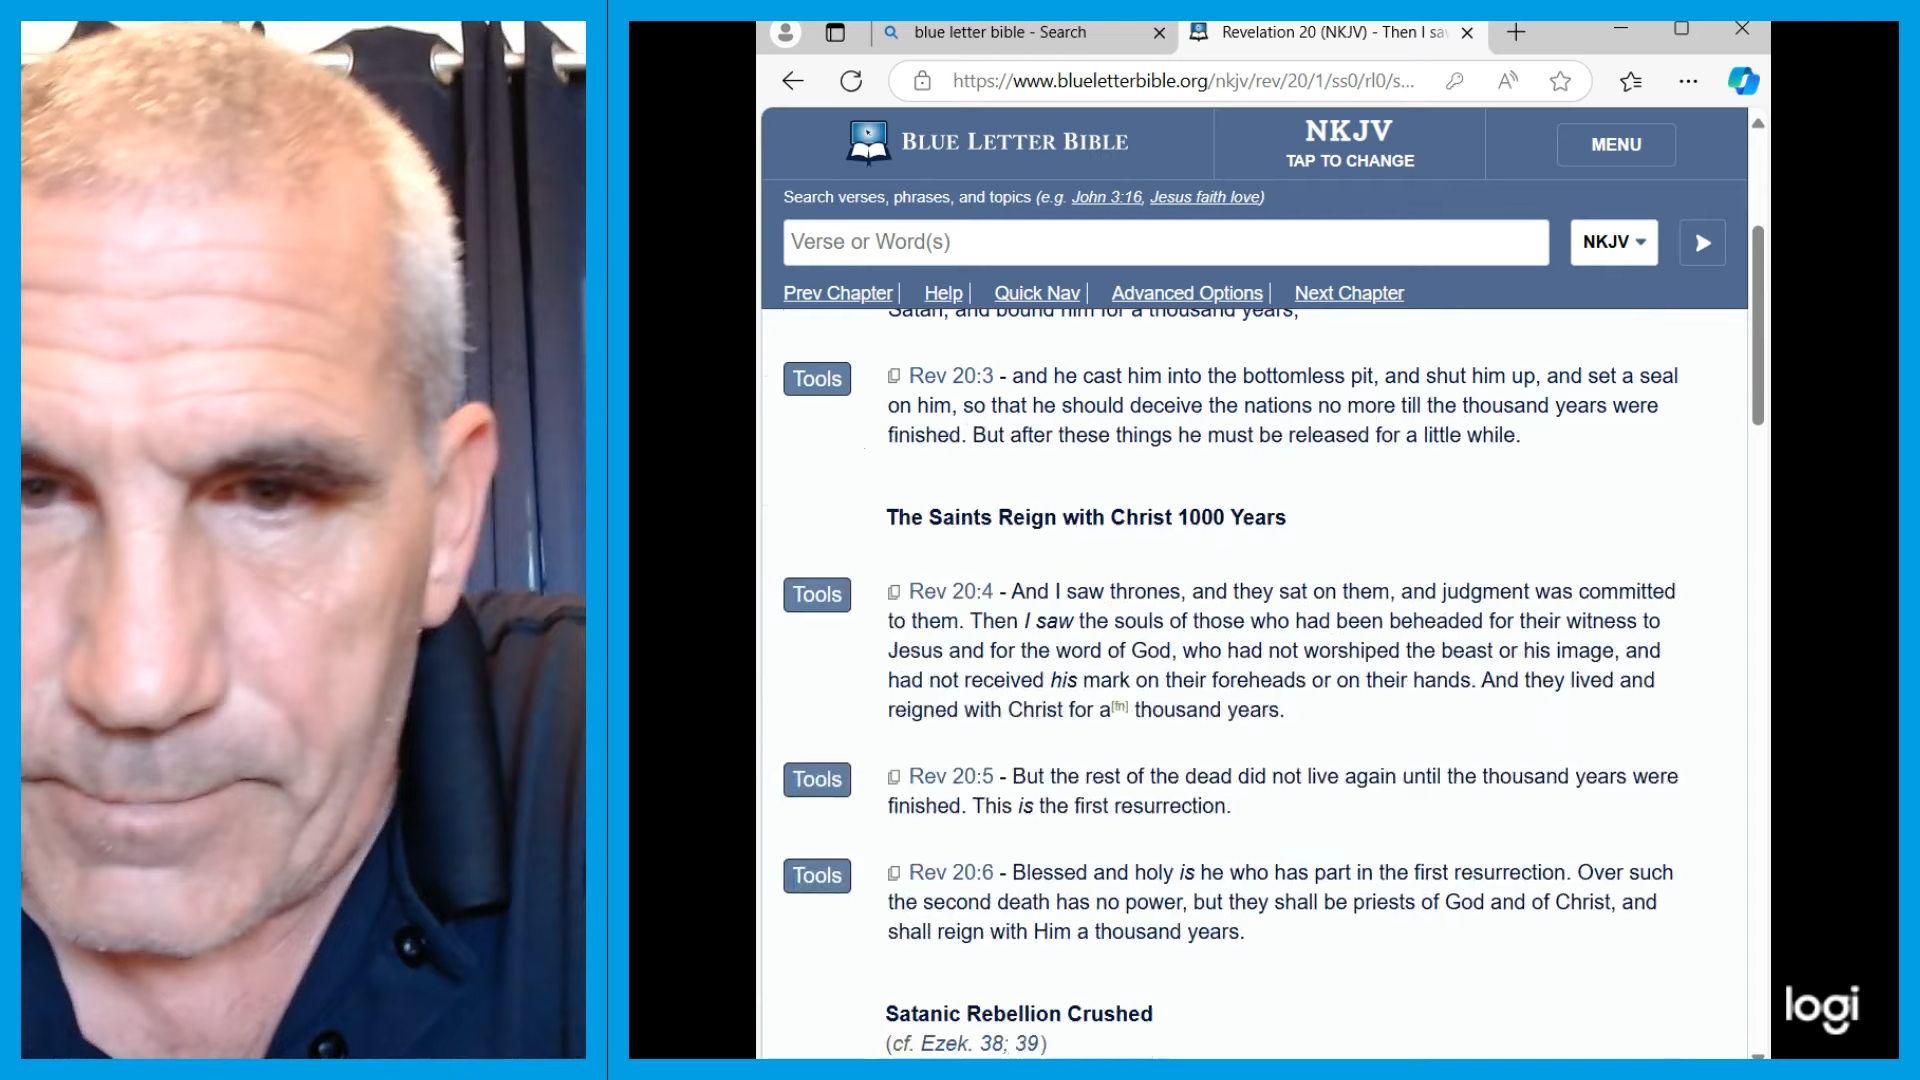 blue letter bible - Search
Revelation 20 (NKJV) - Then I sa
https://www.blueletterbible.org/nkjv/rev/20/1/ss0/rl0/s...
BLUE LETTER BIBLE
NKJV
TAP TO CHANGE
MENU
Search verses, phrases, and topics (e.g. John 3:16, Jesus faith love)
Verse or Word(s)
NKJV
Prev Chapter | Help | Quick Nav | Advanced Options | Next Chapter
Satan, and bound him for a thousand years;
Tools
Rev 20:3 - and he cast him into the bottomless pit, and shut him up, and set a seal
on him, so that he should deceive the nations no more till the thousand years were
finished. But after these things he must be released for a little while.
The Saints Reign with Christ 1000 Years
Tools
Rev 20:4 - And I saw thrones, and they sat on them, and judgment was committed
to them. Then I saw the souls of those who had been beheaded for their witness to
Jesus and for the word of God, who had not worshiped the beast or his image, and
had not received his mark on their foreheads or on their hands. And they lived and
reigned with Christ for a[fn] thousand years.
Tools
Rev 20:5 - But the rest of the dead did not live again until the thousand years were
finished. This is the first resurrection.
Tools
Rev 20:6 - Blessed and holy is he who has part in the first resurrection. Over such
the second death has no power, but they shall be priests of God and of Christ, and
shall reign with Him a thousand years.
Satanic Rebellion Crushed
(cf. Ezek. 38; 39)
logi